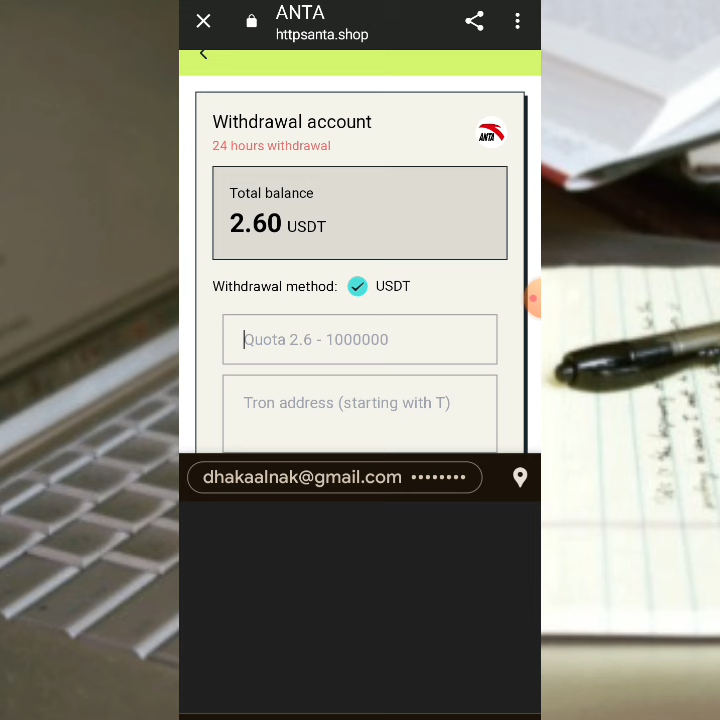 ANTA
httpsanta.shop
Withdrawal account
ANTA
24 hours withdrawal
Total balance
2.60 USDT
Withdrawal method: USDT
Quota 2.6 - 1000000
Tron address (starting with T)
dhakaalnak@gmail.com ••••••••